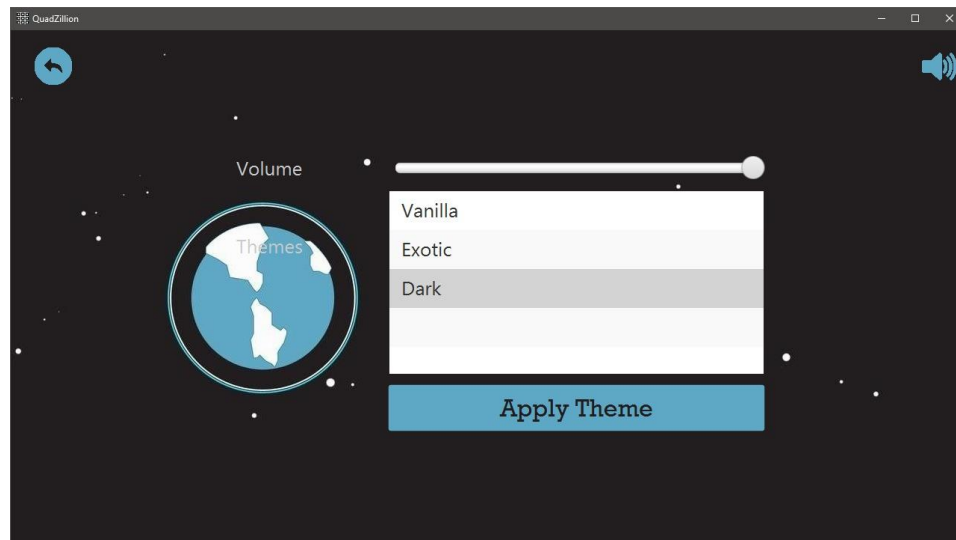 QuadZillion
Volume
Themes
Vanilla
Exotic
Dark
Apply Theme